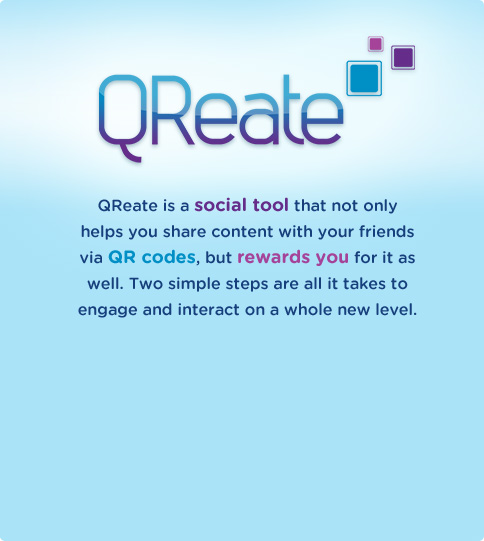 QReate
QReate is a social tool that not only
helps you share content with your friends
via QR codes, but rewards you for it as
well. Two simple steps are all it takes to
engage and interact on a whole new level.